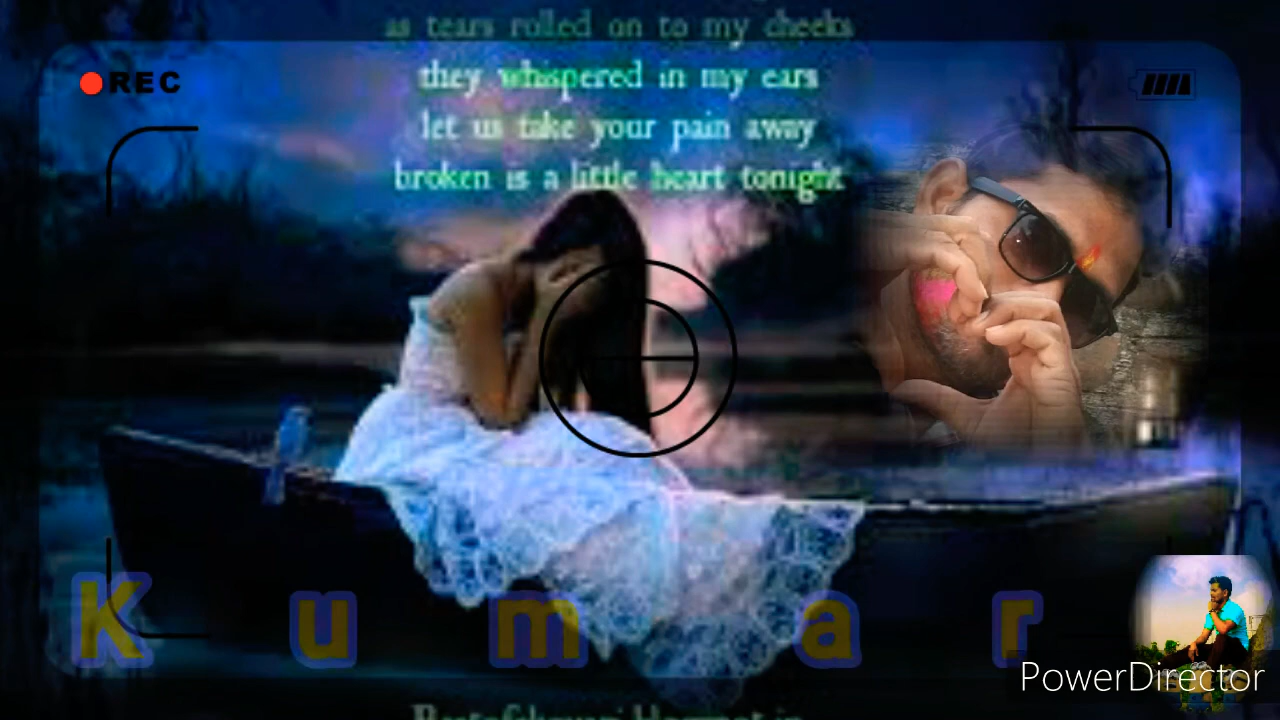 as tears rolled on to my cheeks
REC
they whispered in my ears
let us take your pain away
broken is a little heart tonight
K u m a r
PowerDirector